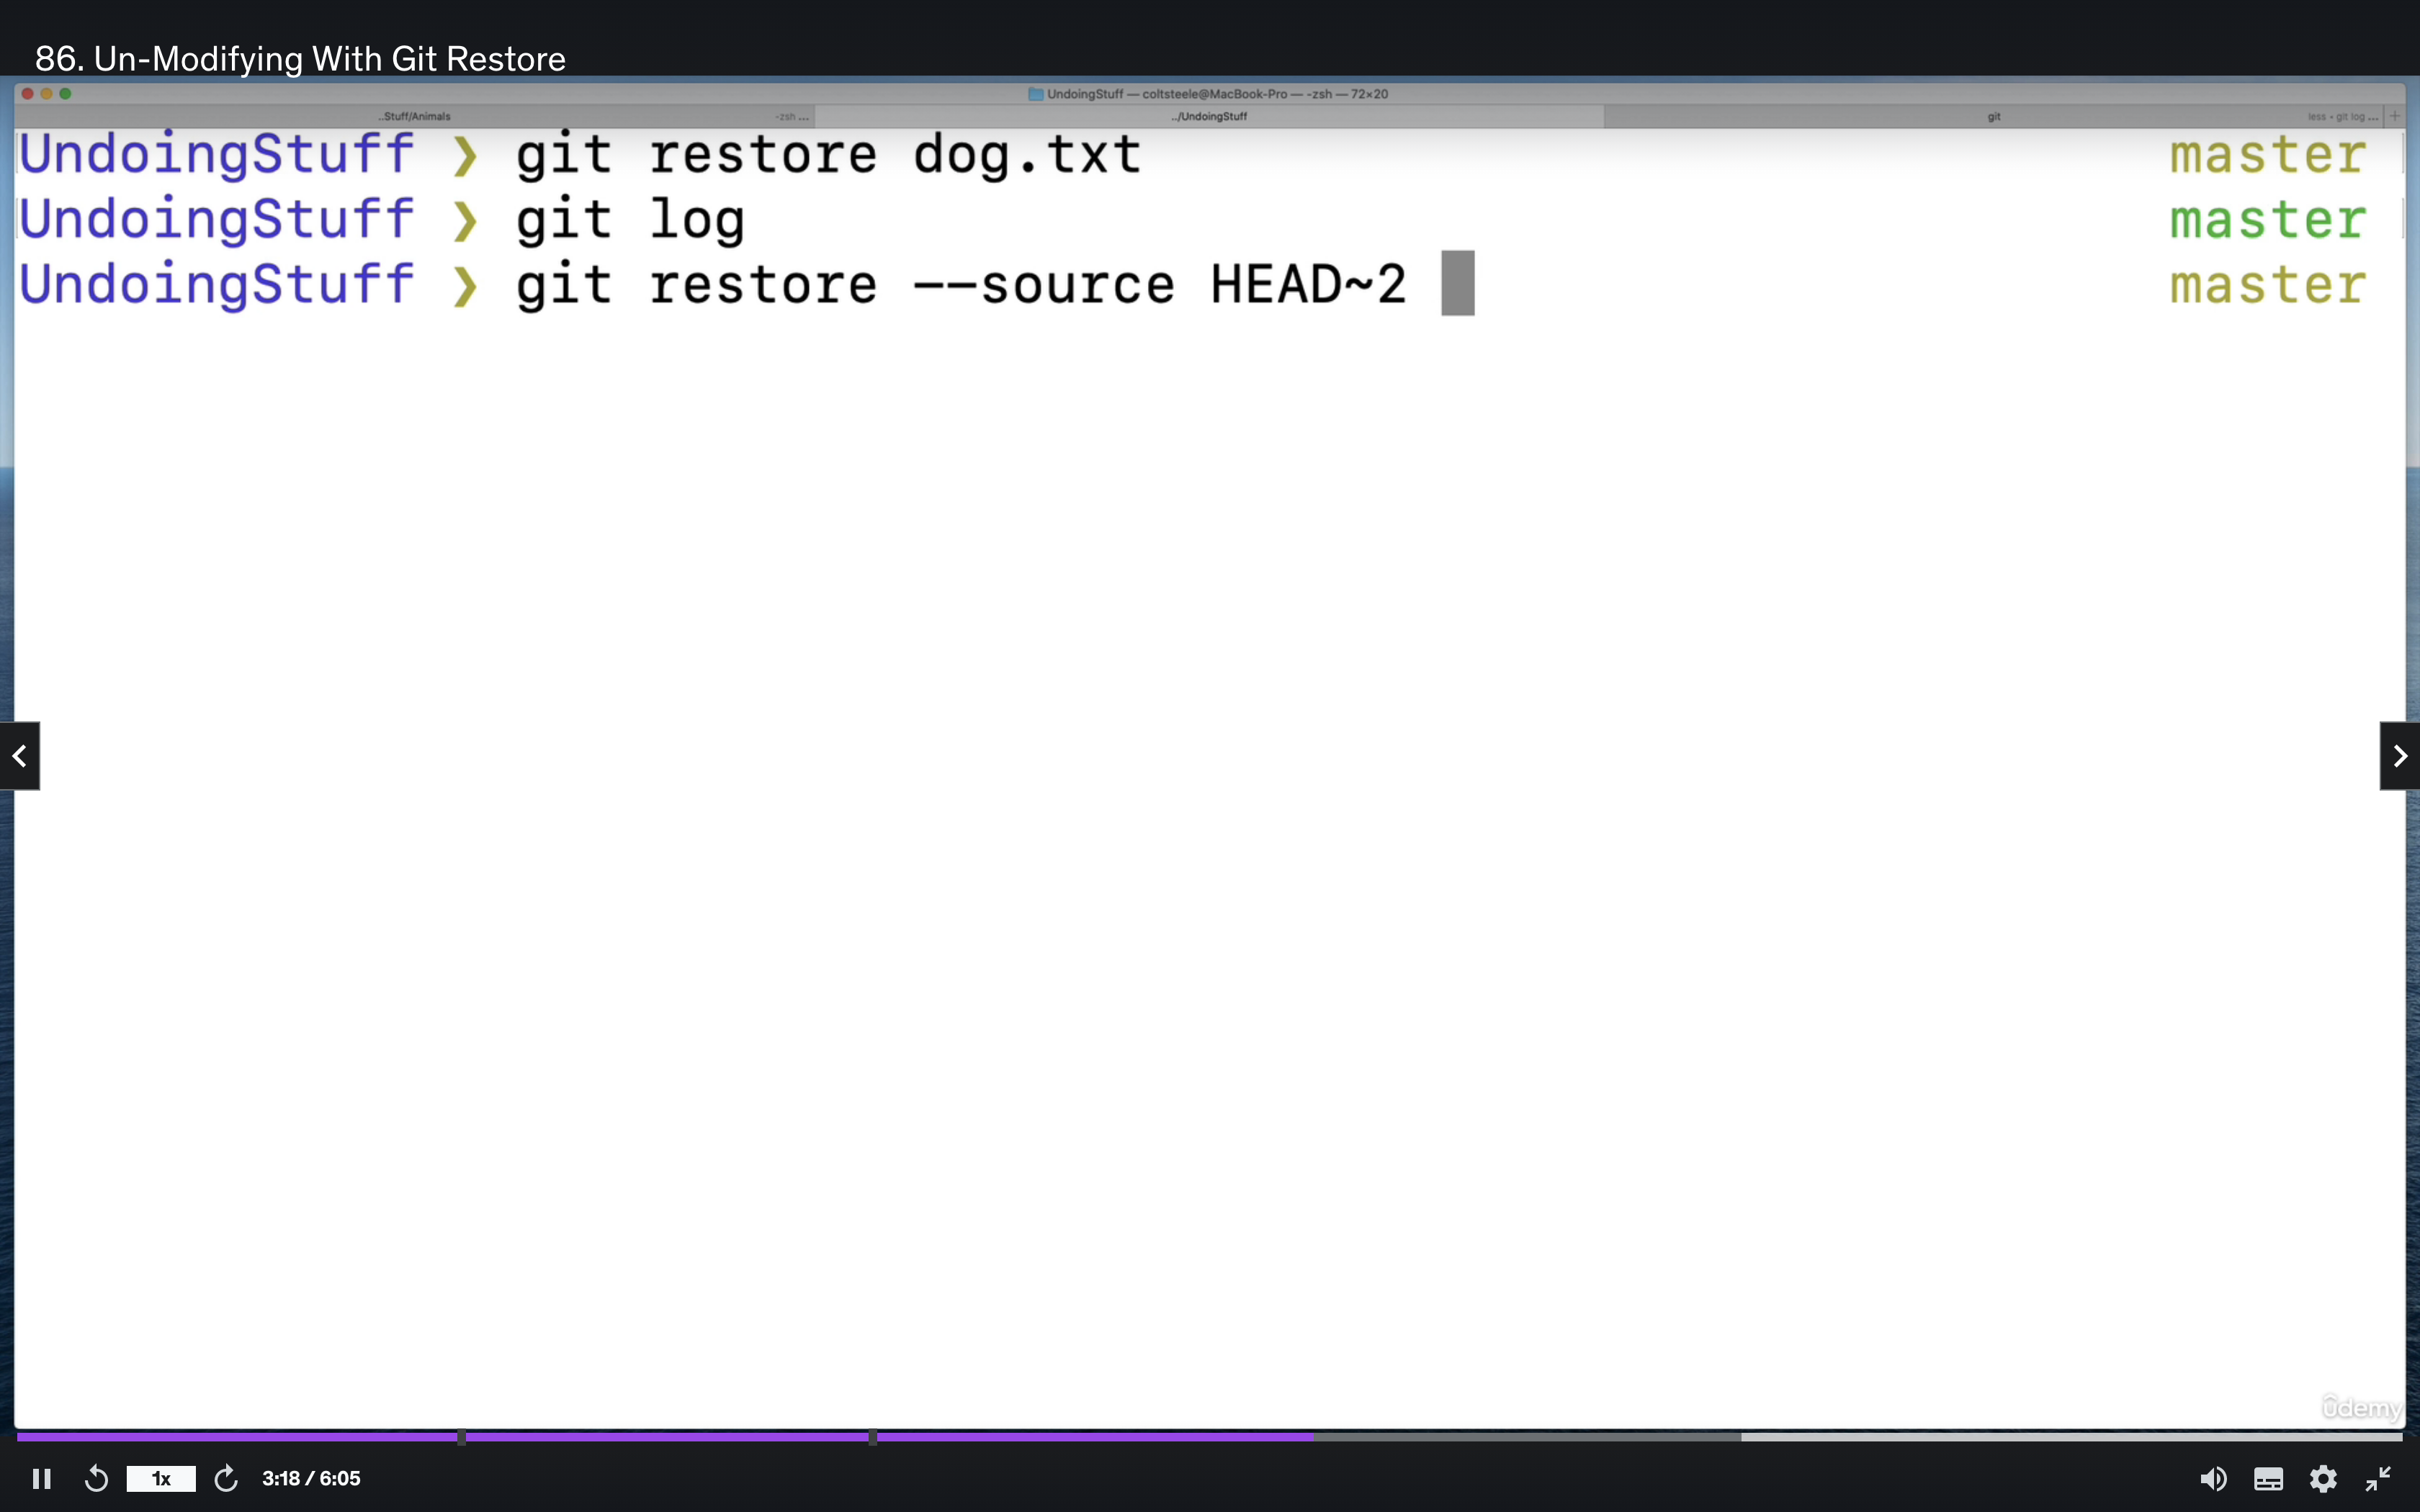 86. Un-Modifying With Git Restore
UndoingStuff — coltsteele@MacBook-Pro — -zsh — 72×20
..Stuff/Animals -zsh ... ../UndoingStuff git less ◂ git log ... +
UndoingStuff ❯ git restore dog.txt master
UndoingStuff ❯ git log master
UndoingStuff ❯ git restore --source HEAD~2 master
ûdemy
1x 3:18 / 6:05